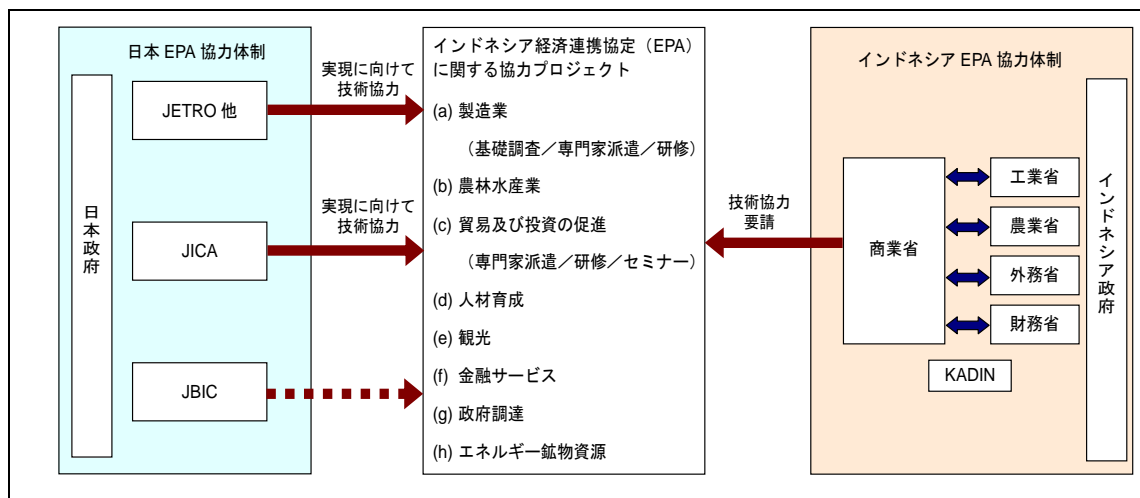 日本 EPA 協力体制
日本政府
JETRO 他
JICA
JBIC
実現に向けて
技術協力
実現に向けて
技術協力
インドネシア経済連携協定（EPA）
に関する協力プロジェクト
(a) 製造業
（基礎調査／専門家派遣／研修）
(b) 農林水産業
(c) 貿易及び投資の促進
（専門家派遣／研修／セミナー）
(d) 人材育成
(e) 観光
(f) 金融サービス
(g) 政府調達
(h) エネルギー鉱物資源
技術協力
要請
インドネシア EPA 協力体制
商業省
工業省
農業省
外務省
財務省
KADIN
インドネシア政府